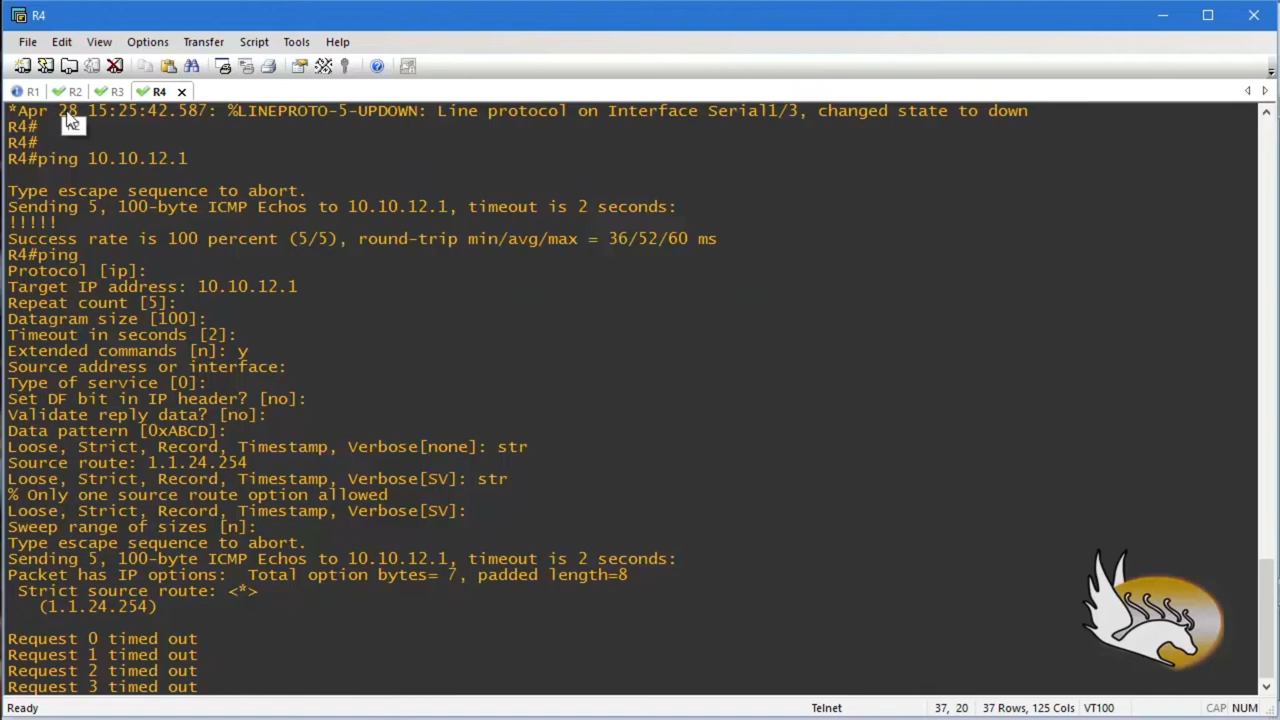 R4
File Edit View Options Transfer Script Tools Help
R1 R2 R3 R4
*Apr 28 15:25:42.587: %LINEPROTO-5-UPDOWN: Line protocol on Interface Serial1/3, changed state to down
R4#
R4#
R4#ping 10.10.12.1
Type escape sequence to abort.
Sending 5, 100-byte ICMP Echos to 10.10.12.1, timeout is 2 seconds:
!!!!!
Success rate is 100 percent (5/5), round-trip min/avg/max = 36/52/60 ms
R4#ping
Protocol [ip]:
Target IP address: 10.10.12.1
Repeat count [5]:
Datagram size [100]:
Timeout in seconds [2]:
Extended commands [n]: y
Source address or interface:
Type of service [0]:
Set DF bit in IP header? [no]:
Validate reply data? [no]:
Data pattern [0xABCD]:
Loose, Strict, Record, Timestamp, Verbose[none]: str
Source route: 1.1.24.254
Loose, Strict, Record, Timestamp, Verbose[SV]: str
% Only one source route option allowed
Loose, Strict, Record, Timestamp, Verbose[SV]:
Sweep range of sizes [n]:
Type escape sequence to abort.
Sending 5, 100-byte ICMP Echos to 10.10.12.1, timeout is 2 seconds:
Packet has IP options:  Total option bytes= 7, padded length=8
 Strict source route: <*>
   (1.1.24.254)
Request 0 timed out
Request 1 timed out
Request 2 timed out
Request 3 timed out
Ready Telnet 37, 20 37 Rows, 125 Cols VT100 CAP NUM